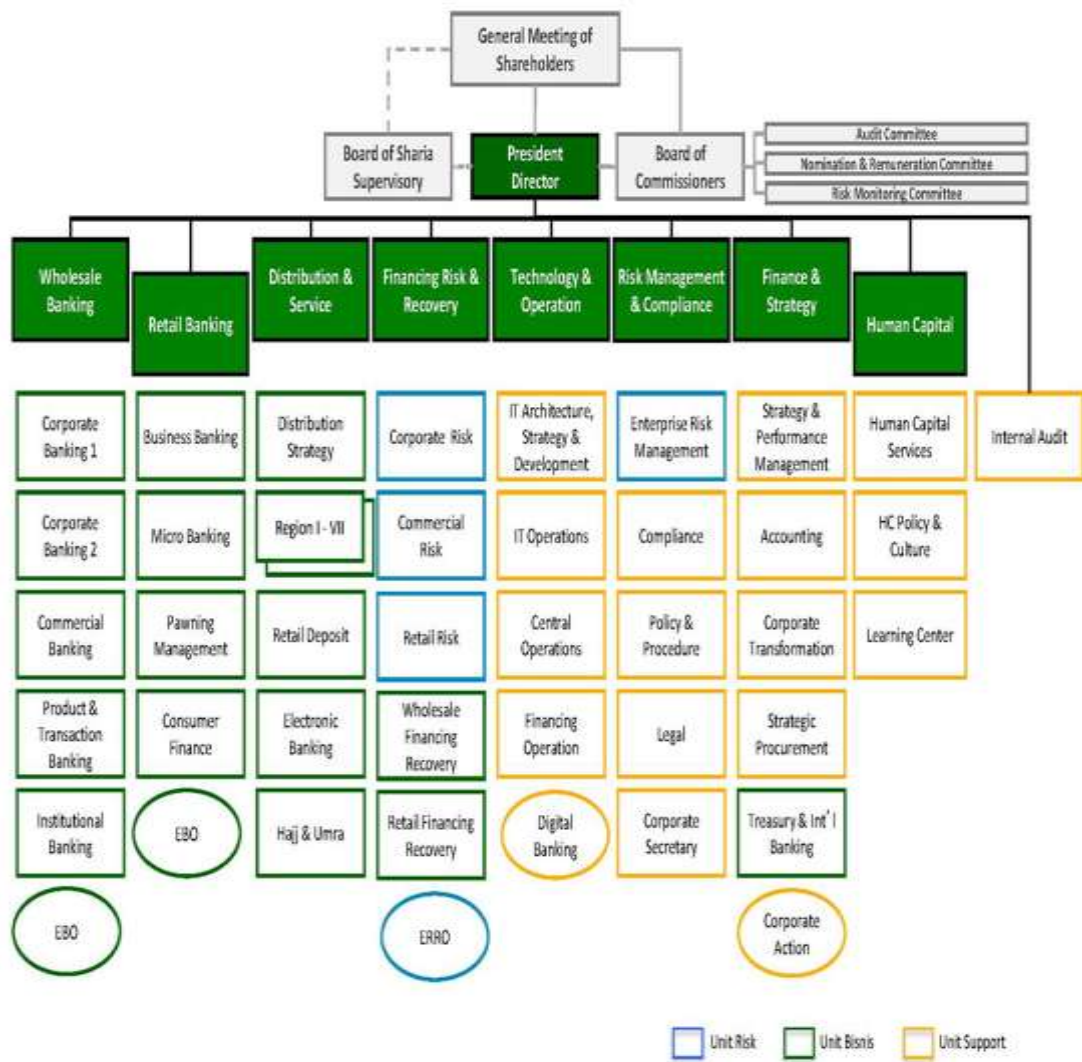 General Meeting of
Shareholders
Board of Sharia
Supervisory
President
Director
Board of
Commissioners
Audit Committee
Nomination & Remuneration Committee
Risk Monitoring Committee
Wholesale
Banking
Retail Banking
Distribution &
Service
Financing Risk &
Recovery
Technology &
Operation
Risk Management
& Compliance
Finance &
Strategy
Human Capital
Corporate
Banking 1
Business Banking
Distribution
Strategy
Corporate Risk
IT Architecture,
Strategy &
Development
Enterprise Risk
Management
Strategy &
Performance
Management
Human Capital
Services
Internal Audit
Corporate
Banking 2
Micro Banking
Region I - VII
Commercial
Risk
IT Operations
Compliance
Accounting
HC Policy &
Culture
Commercial
Banking
Pawning
Management
Retail Deposit
Retail Risk
Central
Operations
Policy &
Procedure
Corporate
Transformation
Learning Center
Product &
Transaction
Banking
Consumer
Finance
Electronic
Banking
Wholesale
Financing
Recovery
Financing
Operation
Legal
Strategic
Procurement
Institutional
Banking
EBO
Hajj & Umra
Retail Financing
Recovery
Digital
Banking
Corporate
Secretary
Treasury & Int' l
Banking
EBO
ERRO
Corporate
Action
Unit Risk
Unit Bisnis
Unit Support